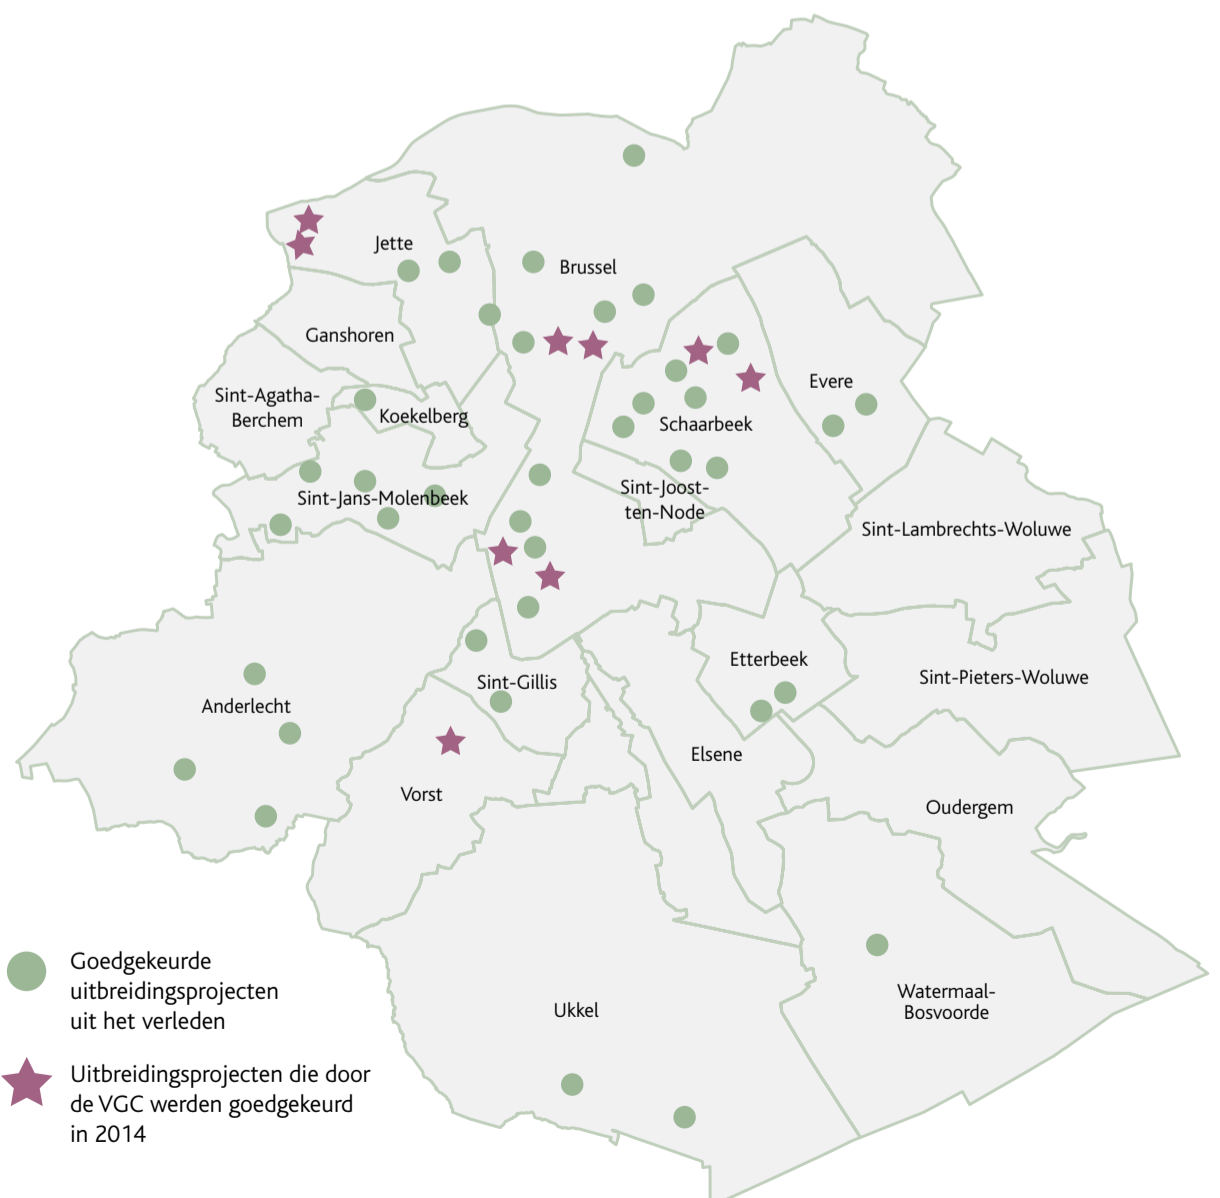 Jette
Brussel
Ganshoren
Sint-Agatha-
Berchem
Koekelberg
Evere
Schaarbeek
Sint-Jans-Molenbeek
Sint-Joost-
ten-Node
Sint-Lambrechts-Woluwe
Etterbeek
Sint-Pieters-Woluwe
Sint-Gillis
Anderlecht
Elsene
Vorst
Oudergem
Watermaal-
Bosvoorde
Ukkel
Goedgekeurde
uitbreidingsprojecten
uit het verleden
Uitbreidingsprojecten die door
de VGC werden goedgekeurd
in 2014